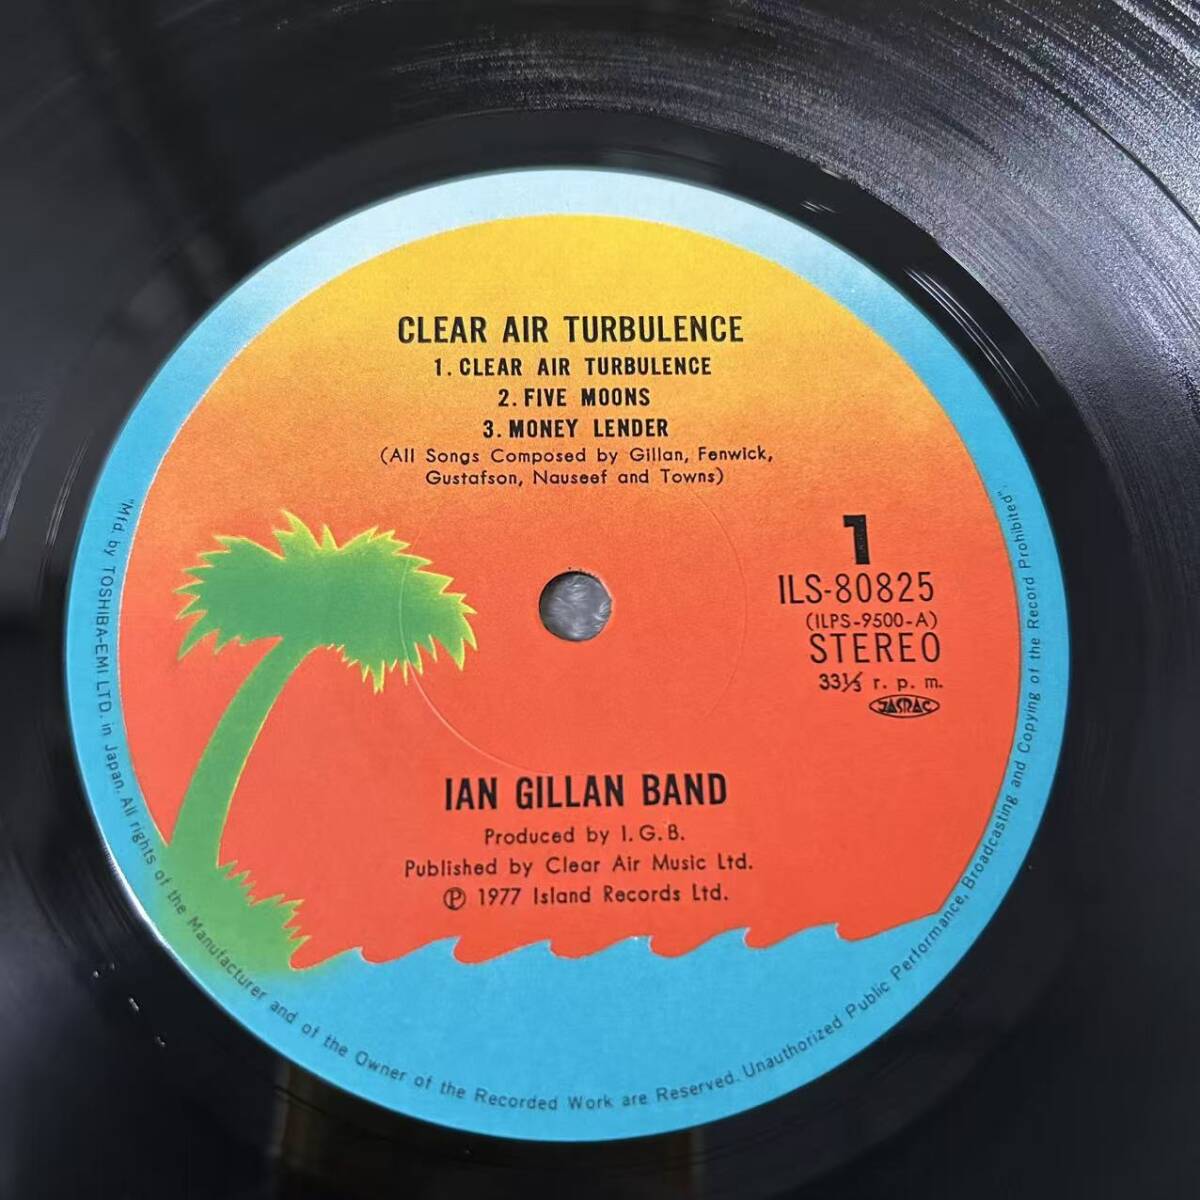 CLEAR AIR TURBULENCE
1. CLEAR AIR TURBULENCE
2. FIVE MOONS
3. MONEY LENDER
(All Songs Composed by Gillan, Fenwick,
Gustafson, Nauseef and Towns)
1
ILS-80825
(ILPS-9500-A)
STEREO
33⅓ r. p. m.
JASRAC
IAN GILLAN BAND
Produced by I. G. B.
Published by Clear Air Music Ltd.
Ⓟ 1977 Island Records Ltd.
"Mfd. by TOSHIBA-EMI LTD. in Japan. All rights of the Manufacturer and of the Owner of the Recorded Work are Reserved. Unauthorized Public Performance, Broadcasting and Copying of the Record Prohibited".